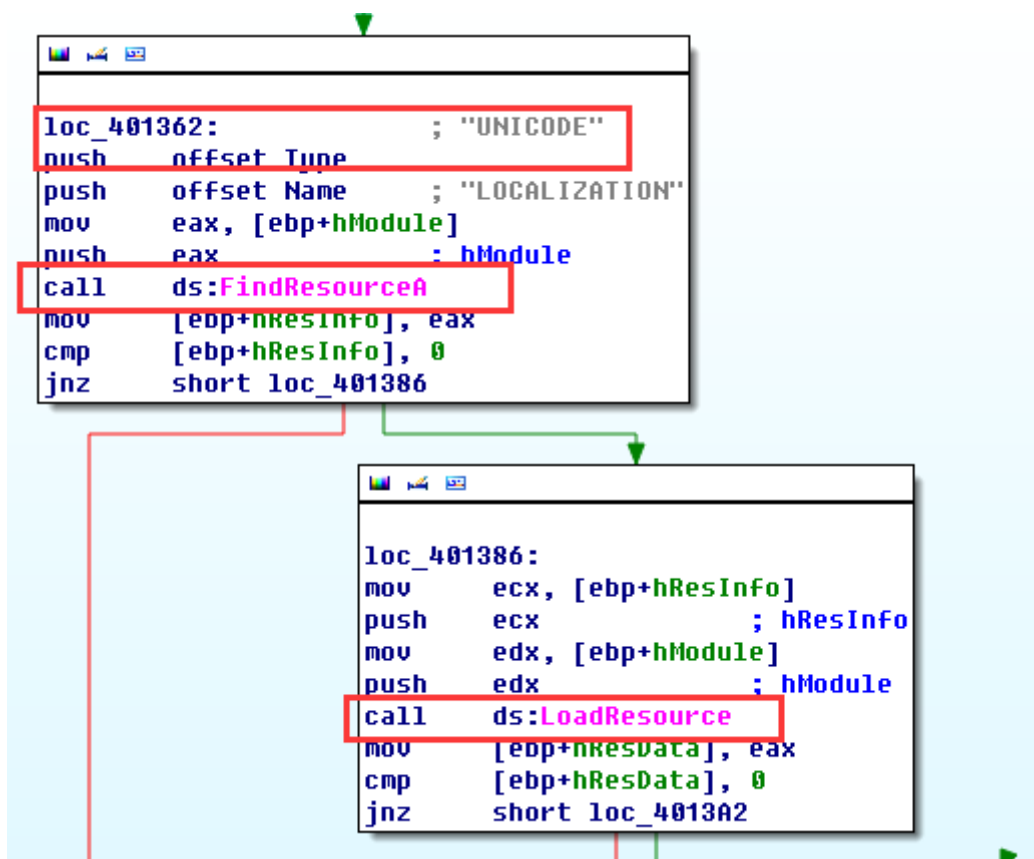 loc_401362: ; "UNICODE"
push offset Type
push offset Name ; "LOCALIZATION"
mov eax, [ebp+hModule]
push eax ; hModule
call ds:FindResourceA
mov [ebp+hResInfo], eax
cmp [ebp+hResInfo], 0
jnz short loc_401386
loc_401386:
mov ecx, [ebp+hResInfo]
push ecx ; hResInfo
mov edx, [ebp+hModule]
push edx ; hModule
call ds:LoadResource
mov [ebp+hResData], eax
cmp [ebp+hResData], 0
jnz short loc_4013A2